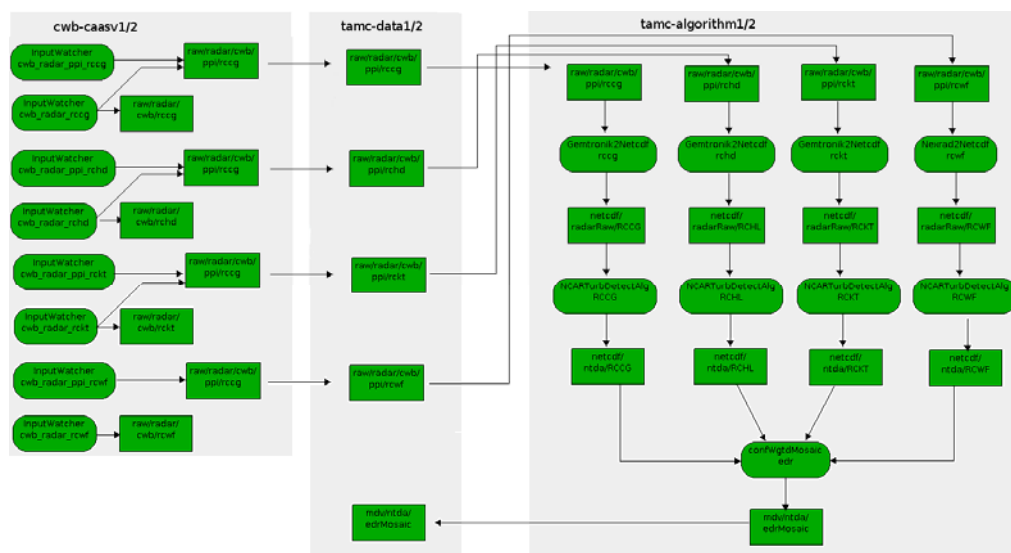 cwb-caasv1/2
tamc-data1/2
tamc-algorithm1/2
InputWatcher
cwb_radar_ppi_rccg
raw/radar/cwb/
ppi/rccg
InputWatcher
cwb_radar_rccg
raw/radar/
cwb/rccg
InputWatcher
cwb_radar_ppi_rchd
raw/radar/cwb/
ppi/rccg
InputWatcher
cwb_radar_rchd
raw/radar/
cwb/rchd
InputWatcher
cwb_radar_ppi_rckt
raw/radar/cwb/
ppi/rccg
InputWatcher
cwb_radar_rckt
raw/radar/
cwb/rckt
InputWatcher
cwb_radar_ppi_rcwf
raw/radar/cwb/
ppi/rccg
InputWatcher
cwb_radar_rcwf
raw/radar/
cwb/rcwf
raw/radar/cwb/
ppi/rccg
raw/radar/cwb/
ppi/rchd
raw/radar/cwb/
ppi/rckt
raw/radar/cwb/
ppi/rcwf
mdv/ntda/
edrMosaic
raw/radar/cwb/
ppi/rccg
raw/radar/cwb/
ppi/rchd
raw/radar/cwb/
ppi/rckt
raw/radar/cwb/
ppi/rcwf
Gemtronik2Netcdf
rccg
Gemtronik2Netcdf
rchd
Gemtronik2Netcdf
rckt
Newrad2Netcdf
rcwf
netcdf/
radarRaw/RCCG
netcdf/
radarRaw/RCHL
netcdf/
radarRaw/RCKT
netcdf/
radarRaw/RCWF
NCARTurbDetectAlg
RCCG
NCARTurbDetectAlg
RCHL
NCARTurbDetectAlg
RCKT
NCARTurbDetectAlg
RCWF
netcdf/
ntda/RCCG
netcdf/
ntda/RCHL
netcdf/
ntda/RCKT
netcdf/
ntda/RCWF
confWgtdMosaic
edr
mdv/ntda/
edrMosaic